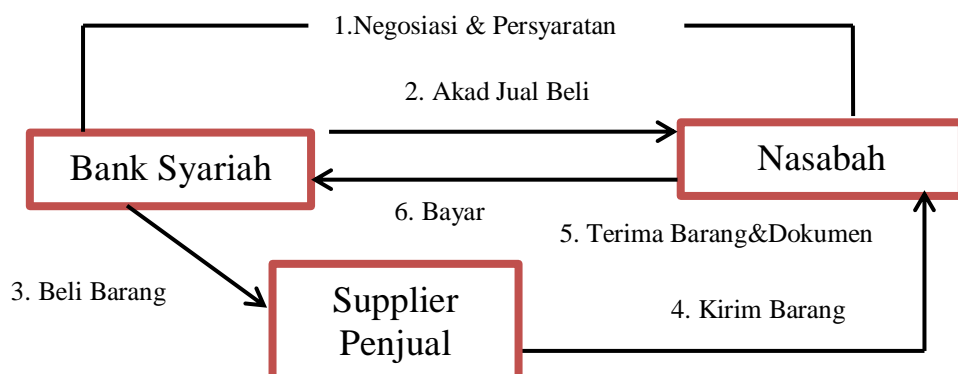 1.Negosiasi & Persyaratan
2. Akad Jual Beli
Bank Syariah
Nasabah
6. Bayar
5. Terima Barang&Dokumen
3. Beli Barang
Supplier
Penjual
4. Kirim Barang